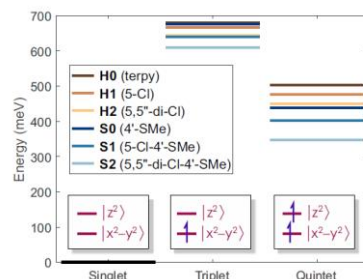 700
600
500
400
300
200
100
0
Energy (meV)
H0 (terpy)
H1 (5-Cl)
H2 (5,5"-di-Cl)
S0 (4'-SMe)
S1 (5-Cl-4'-SMe)
S2 (5,5"-di-Cl-4'-SMe)
|z²⟩
|x²–y²⟩
|z²⟩
|x²–y²⟩
|z²⟩
|x²–y²⟩
Singlet
Triplet
Quintet